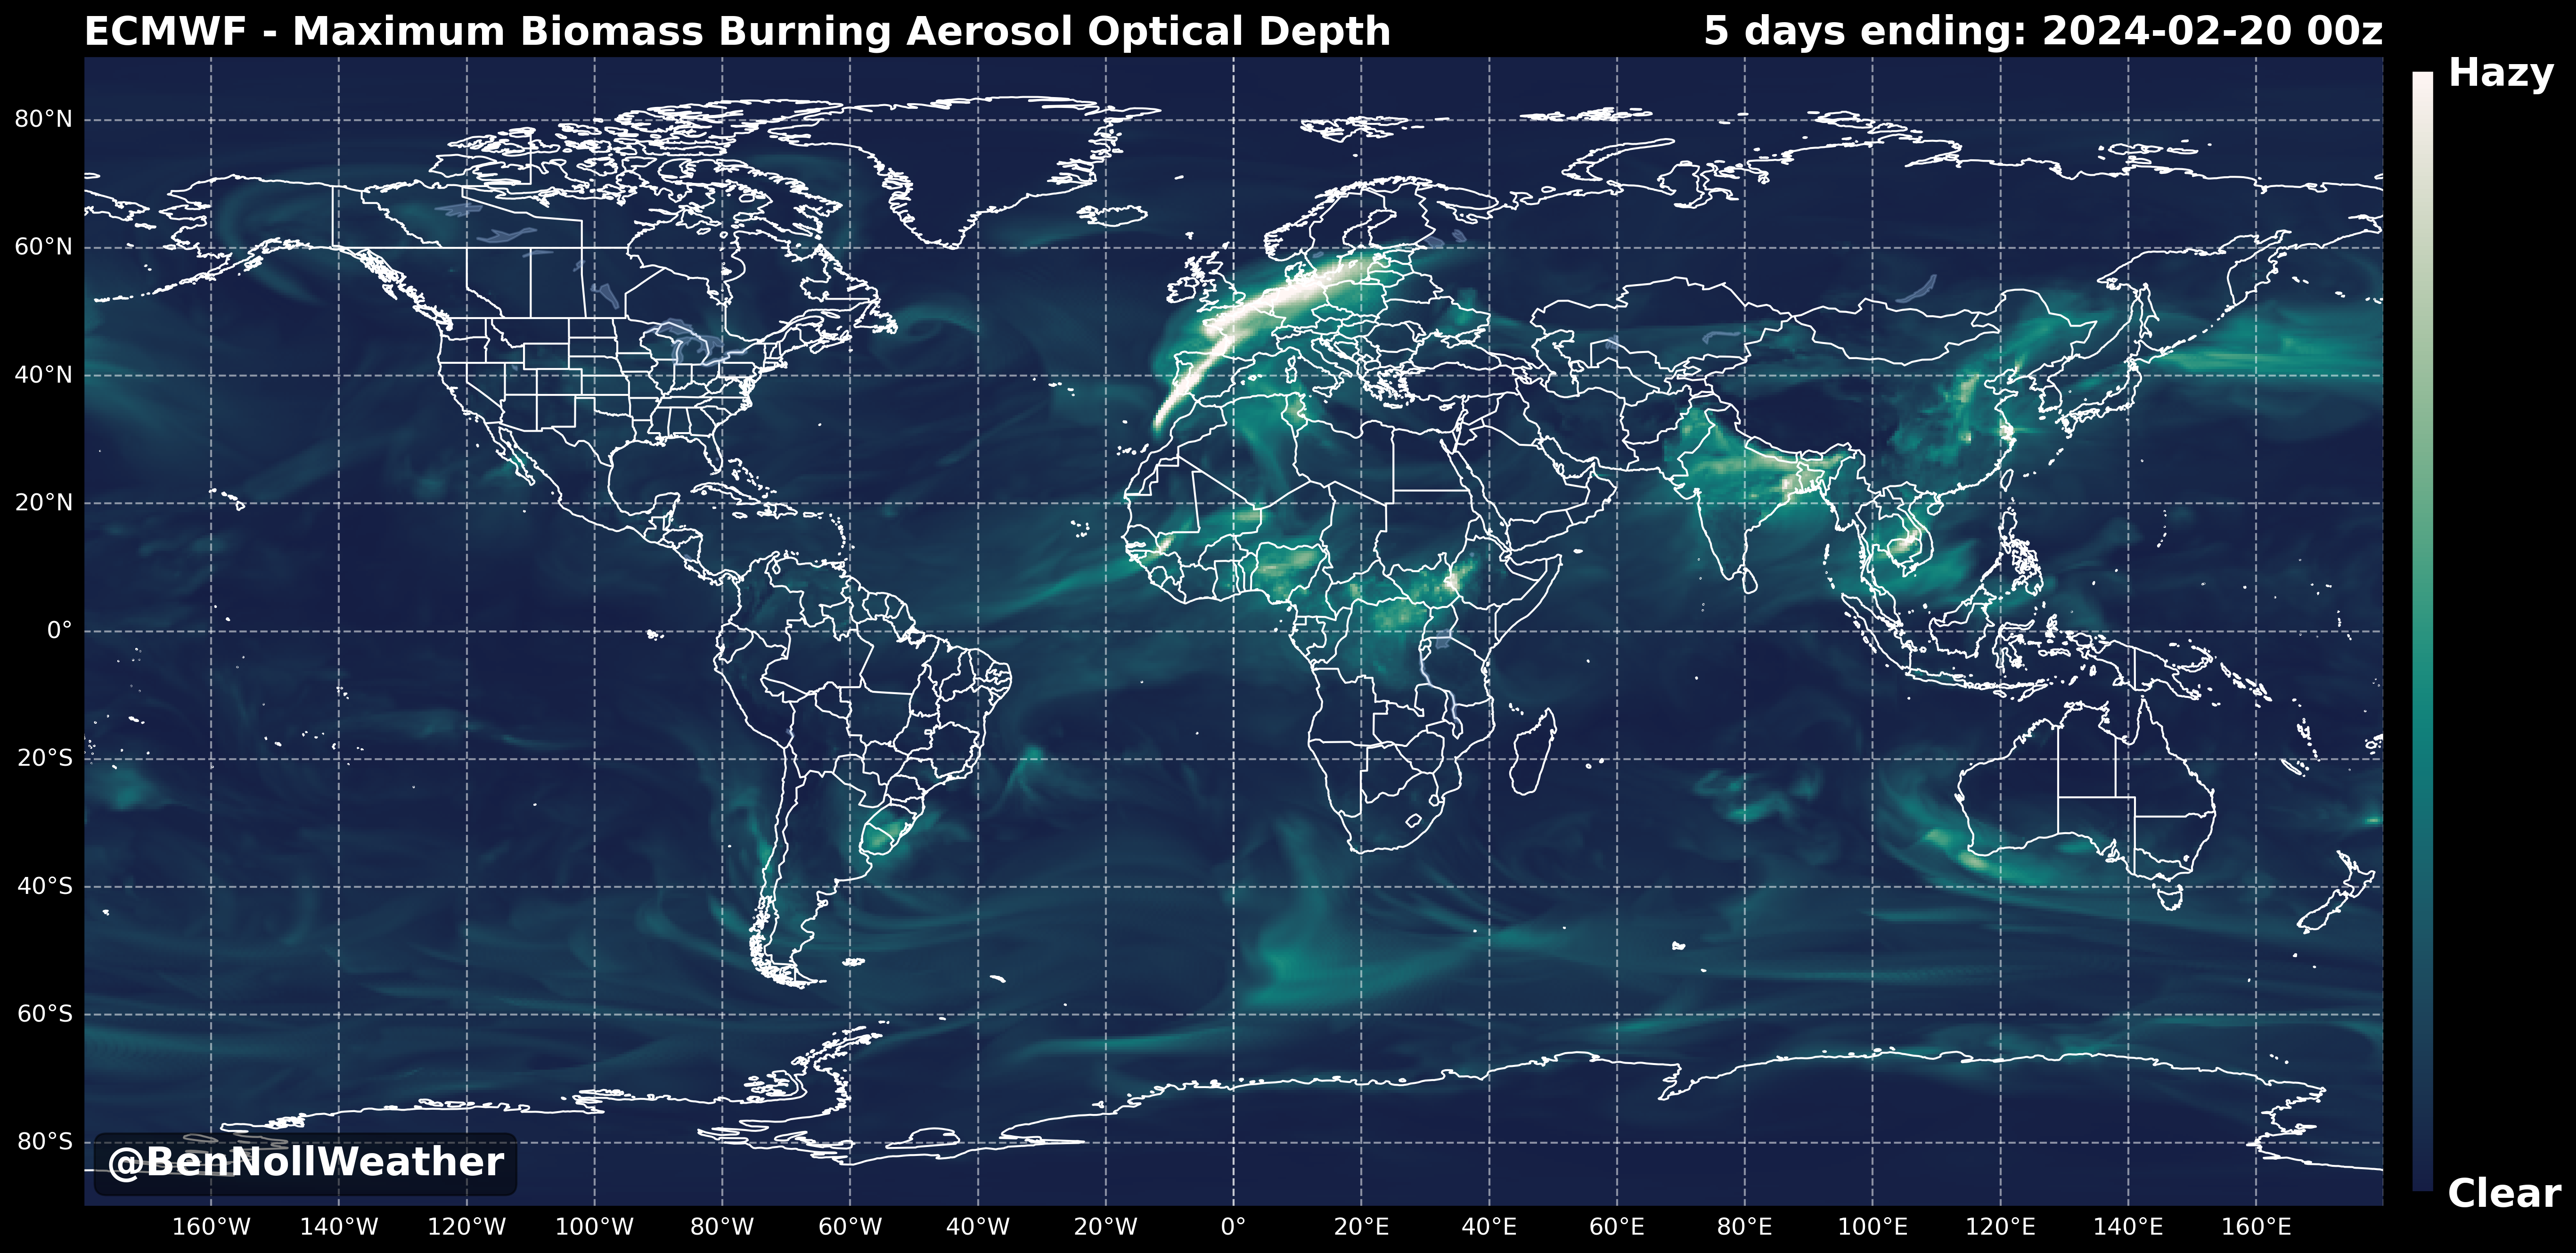 ECMWF - Maximum Biomass Burning Aerosol Optical Depth
5 days ending: 2024-02-20 00z
Hazy
80°N
60°N
40°N
20°N
0°
20°S
40°S
60°S
80°S
@BenNollWeather
Clear
160°W 140°W 120°W 100°W 80°W 60°W 40°W 20°W 0° 20°E 40°E 60°E 80°E 100°E 120°E 140°E 160°E